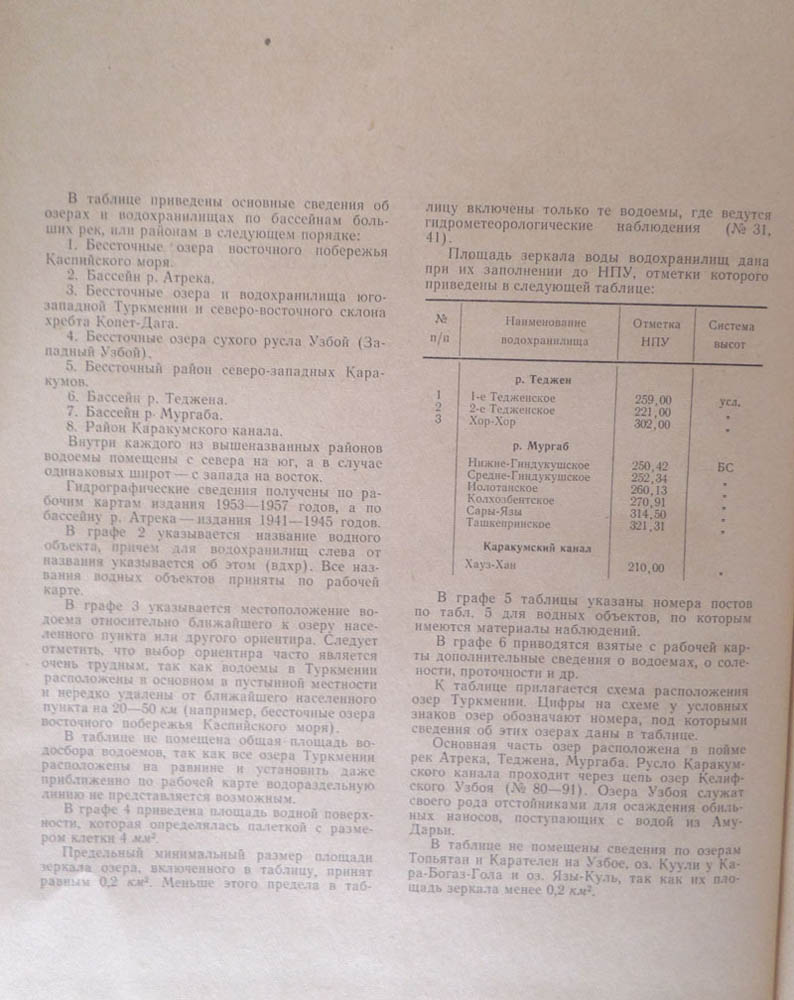 В таблице приведены основные сведения об
озерах и водохранилищах по бассейнам боль-
ших рек, или районам в следующем порядке:
1. Бессточные озера восточного побережья
Каспийского моря.
2. Бассейн р. Атрека.
3. Бессточные озера и водохранилища юго-
западной Туркмении и северо-восточного склона
хребта Копет-Дага.
4. Бессточные озера сухого русла Узбой (За-
падный Узбой).
5. Бессточный район северо-западных Кара-
кумов.
6. Бассейн р. Теджена.
7. Бассейн р. Мургаба.
8. Район Каракумского канала.
Внутри каждого из вышеназванных районов
водоемы помещены с севера на юг, а в случае
одинаковых широт — с запада на восток.
Гидрографические сведения получены по ра-
бочим картам издания 1953—1957 годов, а по
бассейну р. Атрека — издания 1941—1945 годов.
В графе 2 указывается название водного
объекта, причем для водохранилищ слева от
названия указывается об этом (вдхр). Все наз-
вания водных объектов приняты по рабочей
карте.
В графе 3 указывается местоположение во-
доема относительно ближайшего к озеру насе-
ленного пункта или другого ориентира. Следует
отметить, что выбор ориентира часто является
очень трудным, так как водоемы в Туркмении
расположены в основном в пустынной местности
и нередко удалены от ближайшего населенного
пункта на 20—50 км (например, бессточные озера
восточного побережья Каспийского моря).
В таблице не помещена общая площадь во-
досбора водоемов, так как все озера Туркмении
расположены на равнине и установить даже
приближенно по рабочей карте водораздельную
линию не представляется возможным.
В графе 4 приведена площадь водной поверх-
ности, которая определялась палеткой с разме-
ром клетки 4 мм².
Предельный минимальный размер площади
зеркала озера, включенного в таблицу, принят
равным 0,2 км². Меньше этого предела в таб-
лицу включены только те водоемы, где ведутся
гидрометеорологические наблюдения (№ 31,
41).
Площадь зеркала воды водохранилищ дана
при их заполнении до НПУ, отметки которого
приведены в следующей таблице:
№ Наименование Отметка Система
п/п водохранилища НПУ высот
р. Теджен
1 1-е Тедженское 259,00 усл.
2 2-е Тедженское 221,00 "
3 Хор-Хор 302,00 "
р. Мургаб
Нижне-Гиндукушское 250,42 БС
Средне-Гиндукушское 252,34 "
Иолотанское 260,13 "
Колхозбентское 270,91 "
Сары-Язы 314,50 "
Ташкепринское 321,31 "
Каракумский канал
Хауз-Хан 210,00 "
В графе 5 таблицы указаны номера постов
по табл. 5 для водных объектов, по которым
имеются материалы наблюдений.
В графе 6 приводятся взятые с рабочей кар-
ты дополнительные сведения о водоемах, о соле-
ности, проточности и др.
К таблице прилагается схема расположения
озер Туркмении. Цифры на схеме у условных
знаков озер обозначают номера, под которыми
сведения об этих озерах даны в таблице.
Основная часть озер расположена в пойме
рек Атрека, Теджена, Мургаба. Русло Каракум-
ского канала проходит через цепь озер Келиф-
ского Узбоя (№ 80—91). Озера Узбоя служат
своего рода отстойниками для осаждения обиль-
ных наносов, поступающих с водой из Аму-
Дарьи.
В таблице не помещены сведения по озерам
Топьятан и Карателен на Узбое, оз. Куули у Ка-
ра-Богаз-Гола и оз. Язы-Куль, так как их пло-
щадь зеркала менее 0,2 км².